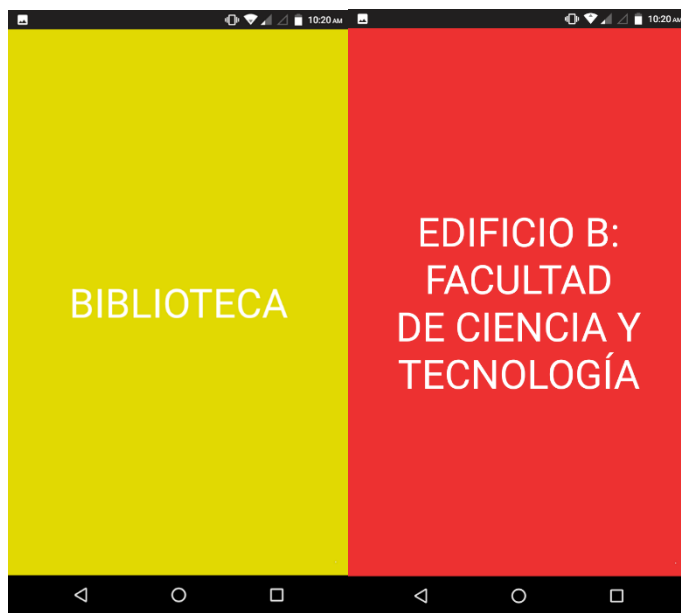 10:20 AM
BIBLIOTECA
10:20 AM
EDIFICIO B:
FACULTAD
DE CIENCIA Y
TECNOLOGÍA